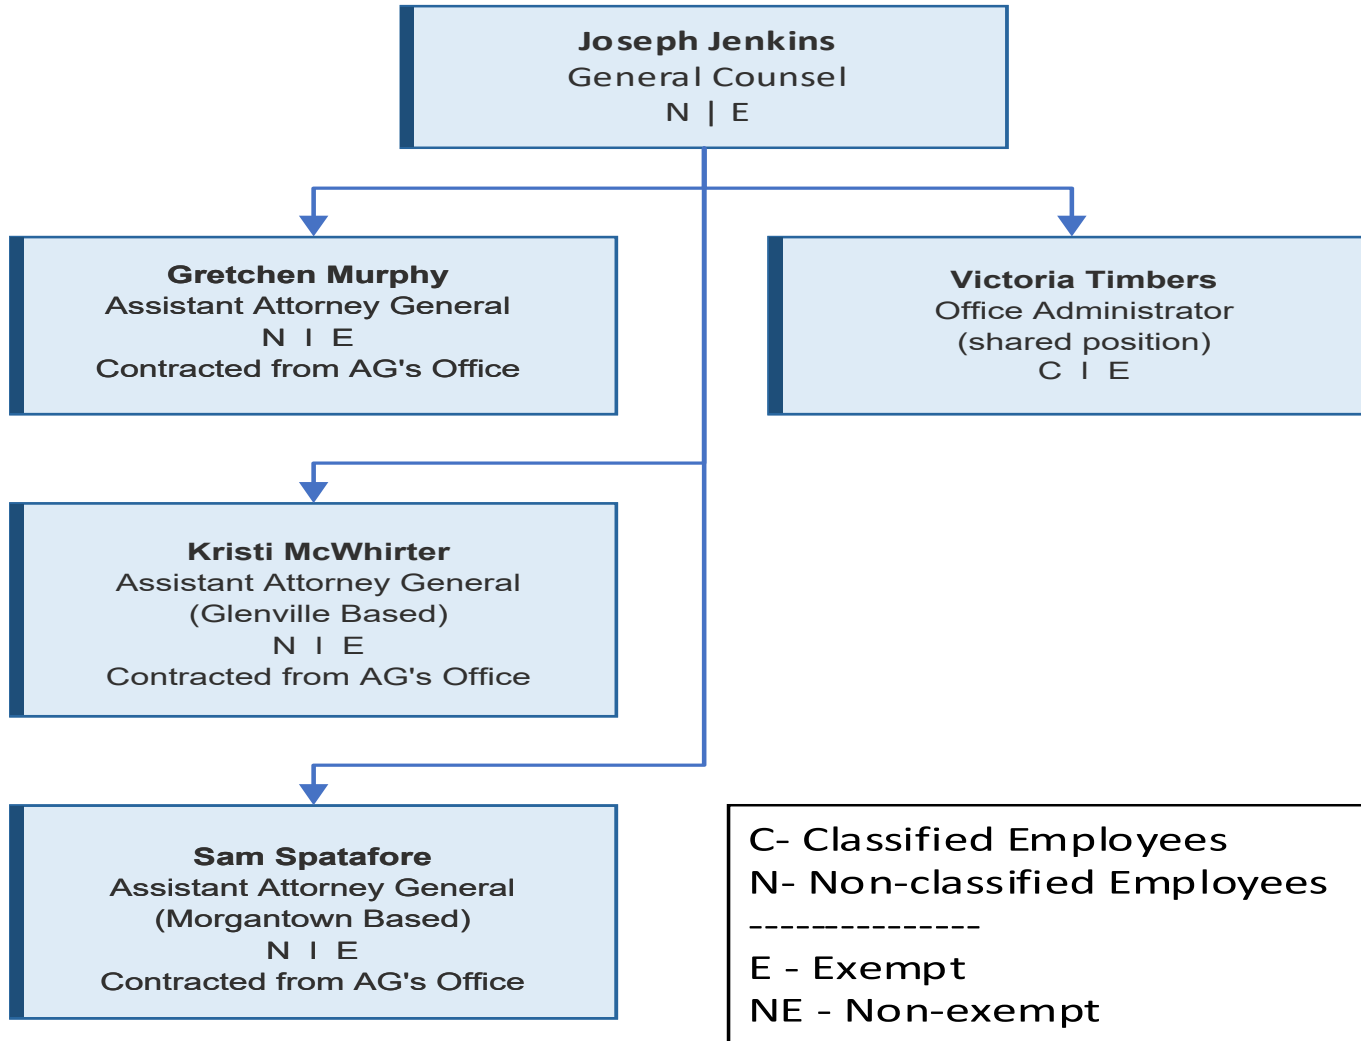 Joseph Jenkins
General Counsel
N | E
Gretchen Murphy
Assistant Attorney General
N I E
Contracted from AG's Office
Victoria Timbers
Office Administrator
(shared position)
C I E
Kristi McWhirter
Assistant Attorney General
(Glenville Based)
N I E
Contracted from AG's Office
Sam Spatafore
Assistant Attorney General
(Morgantown Based)
N I E
Contracted from AG's Office
C- Classified Employees
N- Non-classified Employees
---------------
E - Exempt
NE - Non-exempt